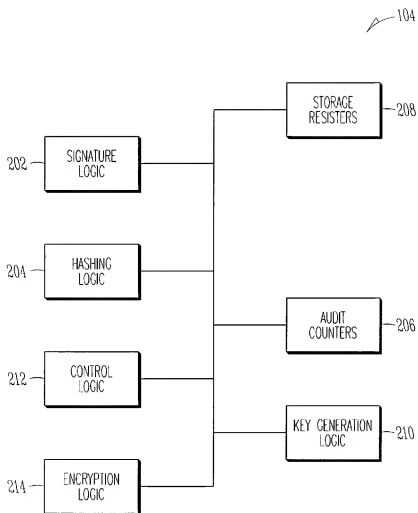 104
STORAGE
RESISTERS
208
202
SIGNATURE
LOGIC
204
HASHING
LOGIC
AUDIT
COUNTERS
206
212
CONTROL
LOGIC
KEY GENERATION
LOGIC
210
214
ENCRYPTION
LOGIC